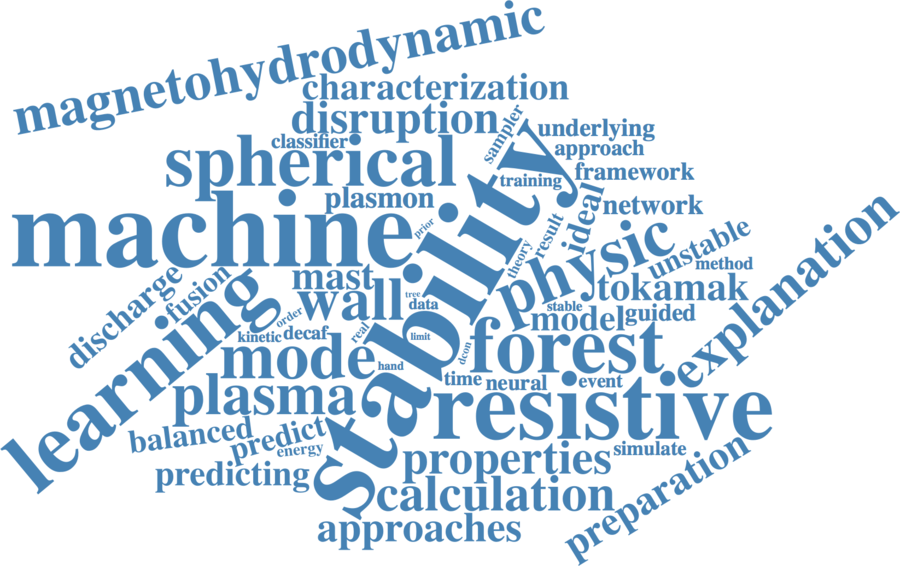 magnetohydrodynamic
characterization
disruption
sampler
classifier
underlying
spherical
approach
training
framework
plasmon
machine
stability
prior
ideal
network
result
theory
physic
unstable
explanation
method
discharge
fusion
mast
tokamak
learning
wall
tree
data
stable
order
model
guided
kinetic
decaf
real
limit
forest
mode
dcon
hand
time
neural
event
plasma
resistive
balanced
predict
energy
simulate
properties
predicting
preparation
calculation
approaches